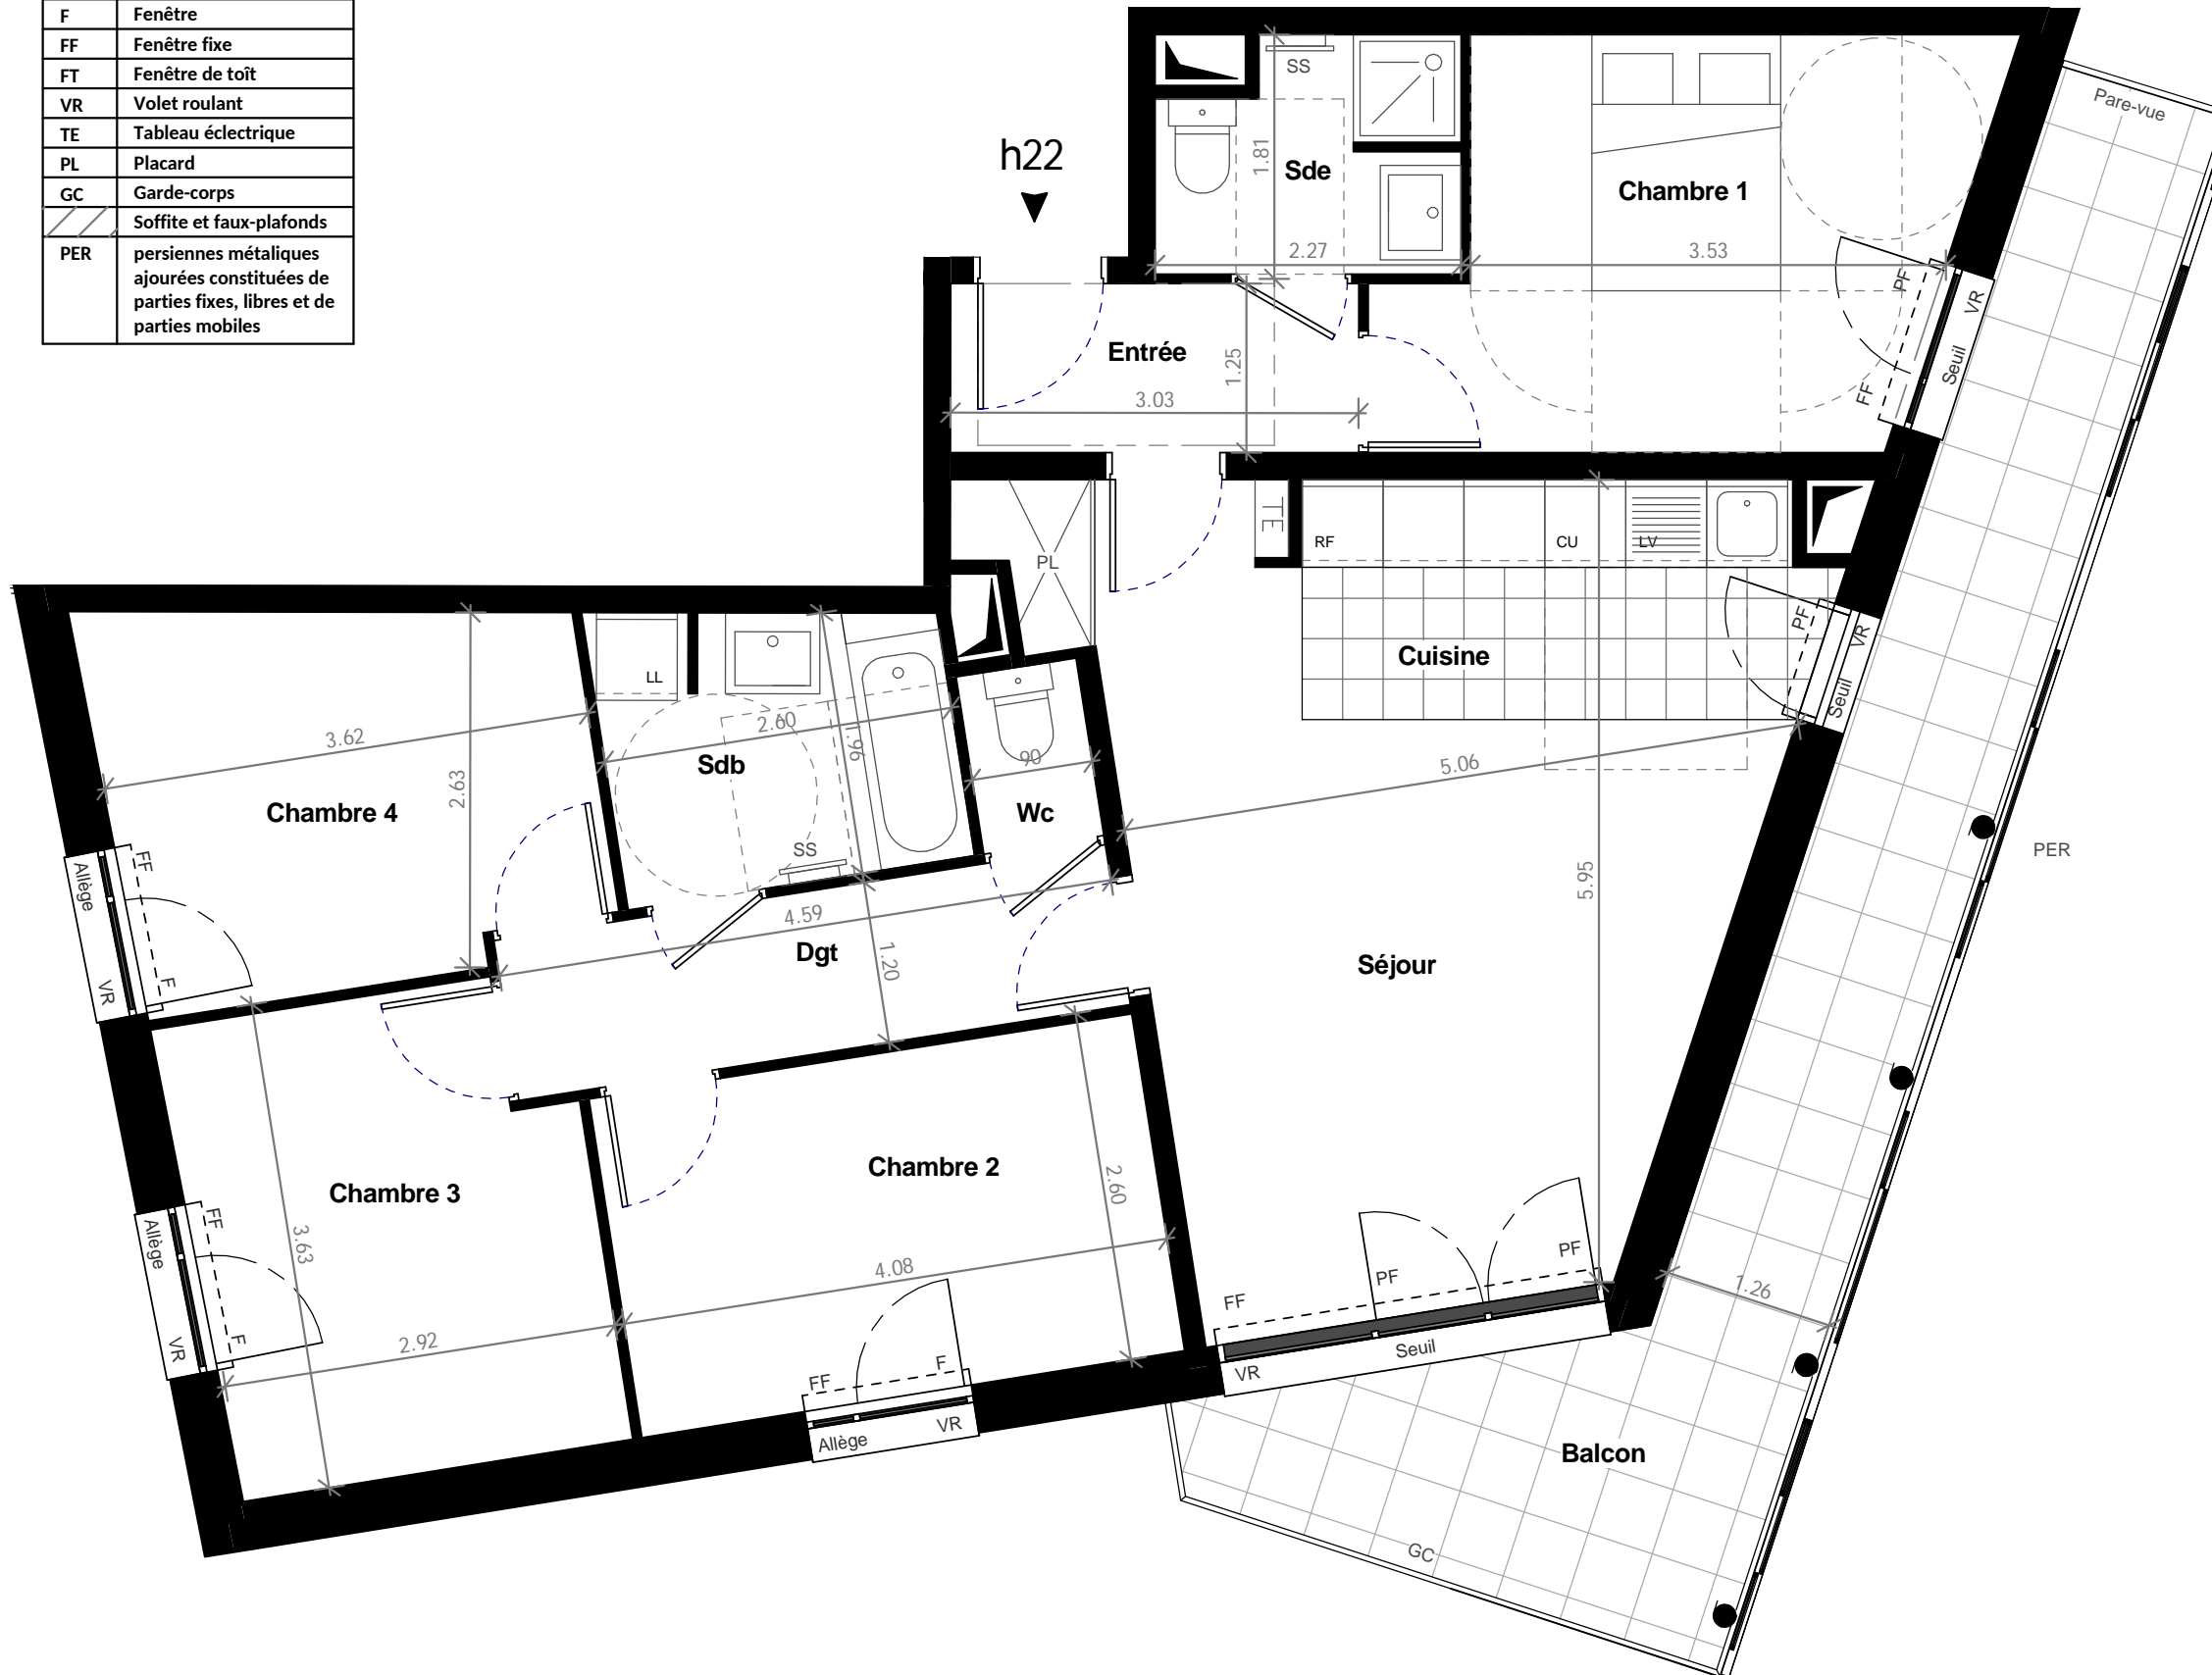 F Fenêtre
FF Fenêtre fixe
FT Fenêtre de toît
VR Volet roulant
TE Tableau éclectrique
PL Placard
GC Garde-corps
Soffite et faux-plafonds
PER persiennes métaliques
ajourées constituées de
parties fixes, libres et de
parties mobiles
h22
SS
1.81
Sde
2.27
Chambre 1
3.53
Pare-vue
PF
FF
VR
Seuil
Entrée
1.25
3.03
PL
TE
RF
CU
LV
Cuisine
PF
VR
Seuil
5.06
5.95
PER
LL
2.60
1.96
Sdb
SS
90
Wc
3.62
2.63
Chambre 4
FF
Allège
F
VR
4.59
Dgt
1.20
Séjour
Chambre 3
3.63
2.92
FF
Allège
F
VR
Chambre 2
2.60
4.08
FF
F
Allège
VR
FF
PF
PF
VR
Seuil
1.26
Balcon
GC